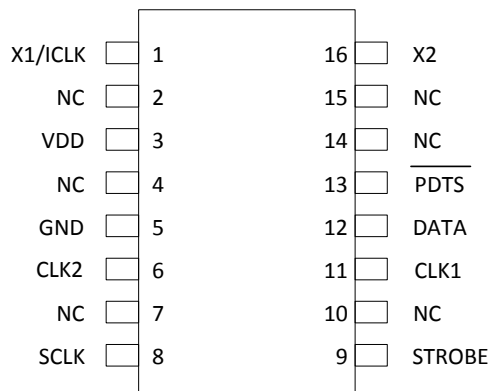 X1/ICLK 1 16 X2
NC 2 15 NC
VDD 3 14 NC
NC 4 13 PDTS
GND 5 12 DATA
CLK2 6 11 CLK1
NC 7 10 NC
SCLK 8 9 STROBE